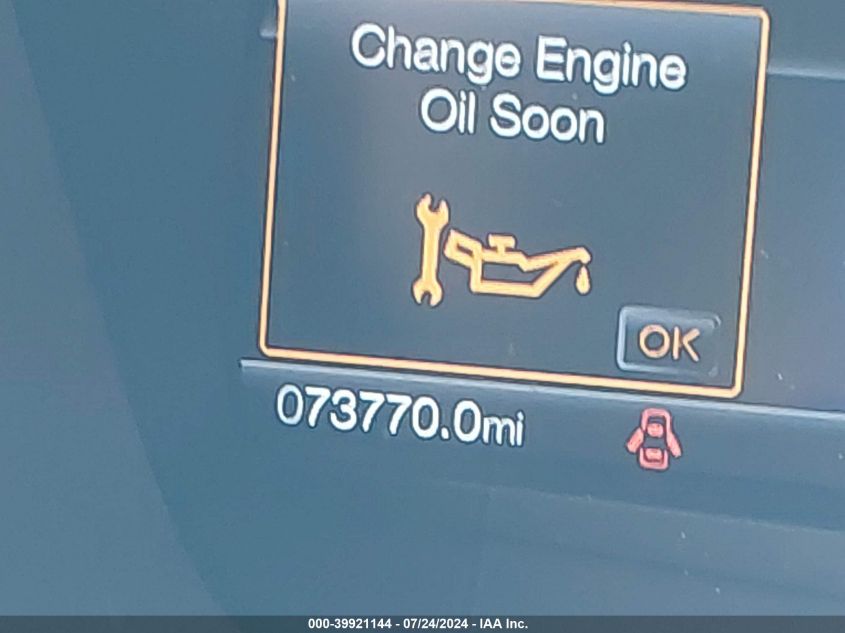 Change Engine
Oil Soon
OK
073770.0mi
000-39921144 - 07/24/2024 - IAA Inc.